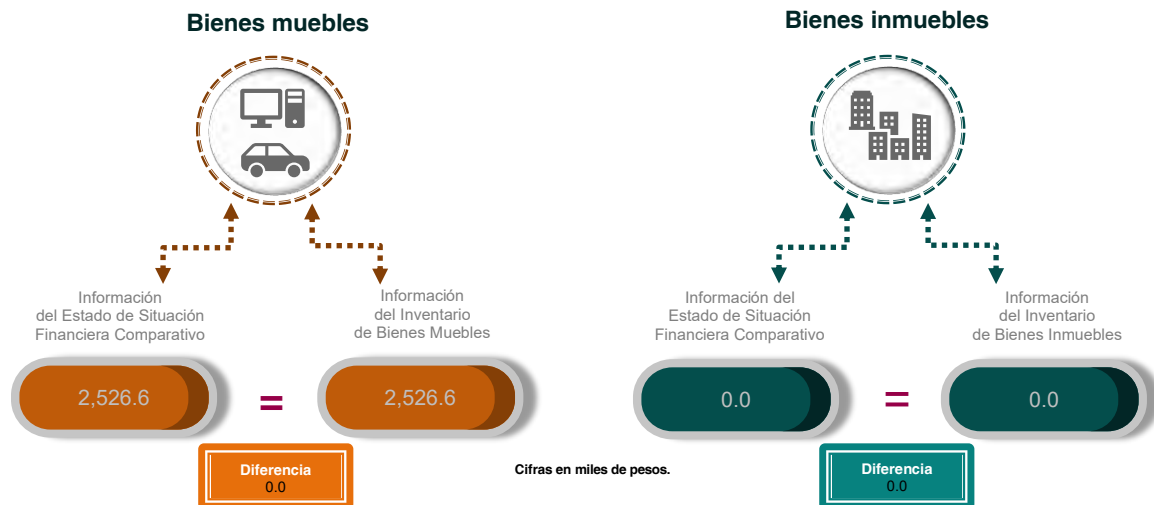 Bienes muebles
Información
del Estado de Situación
Financiera Comparativo
Información
del Inventario
de Bienes Muebles
2,526.6
=
2,526.6
Diferencia
0.0
Cifras en miles de pesos.
Bienes inmuebles
Información del
Estado de Situación
Financiera Comparativo
Información
del Inventario
de Bienes Inmuebles
0.0
=
0.0
Diferencia
0.0